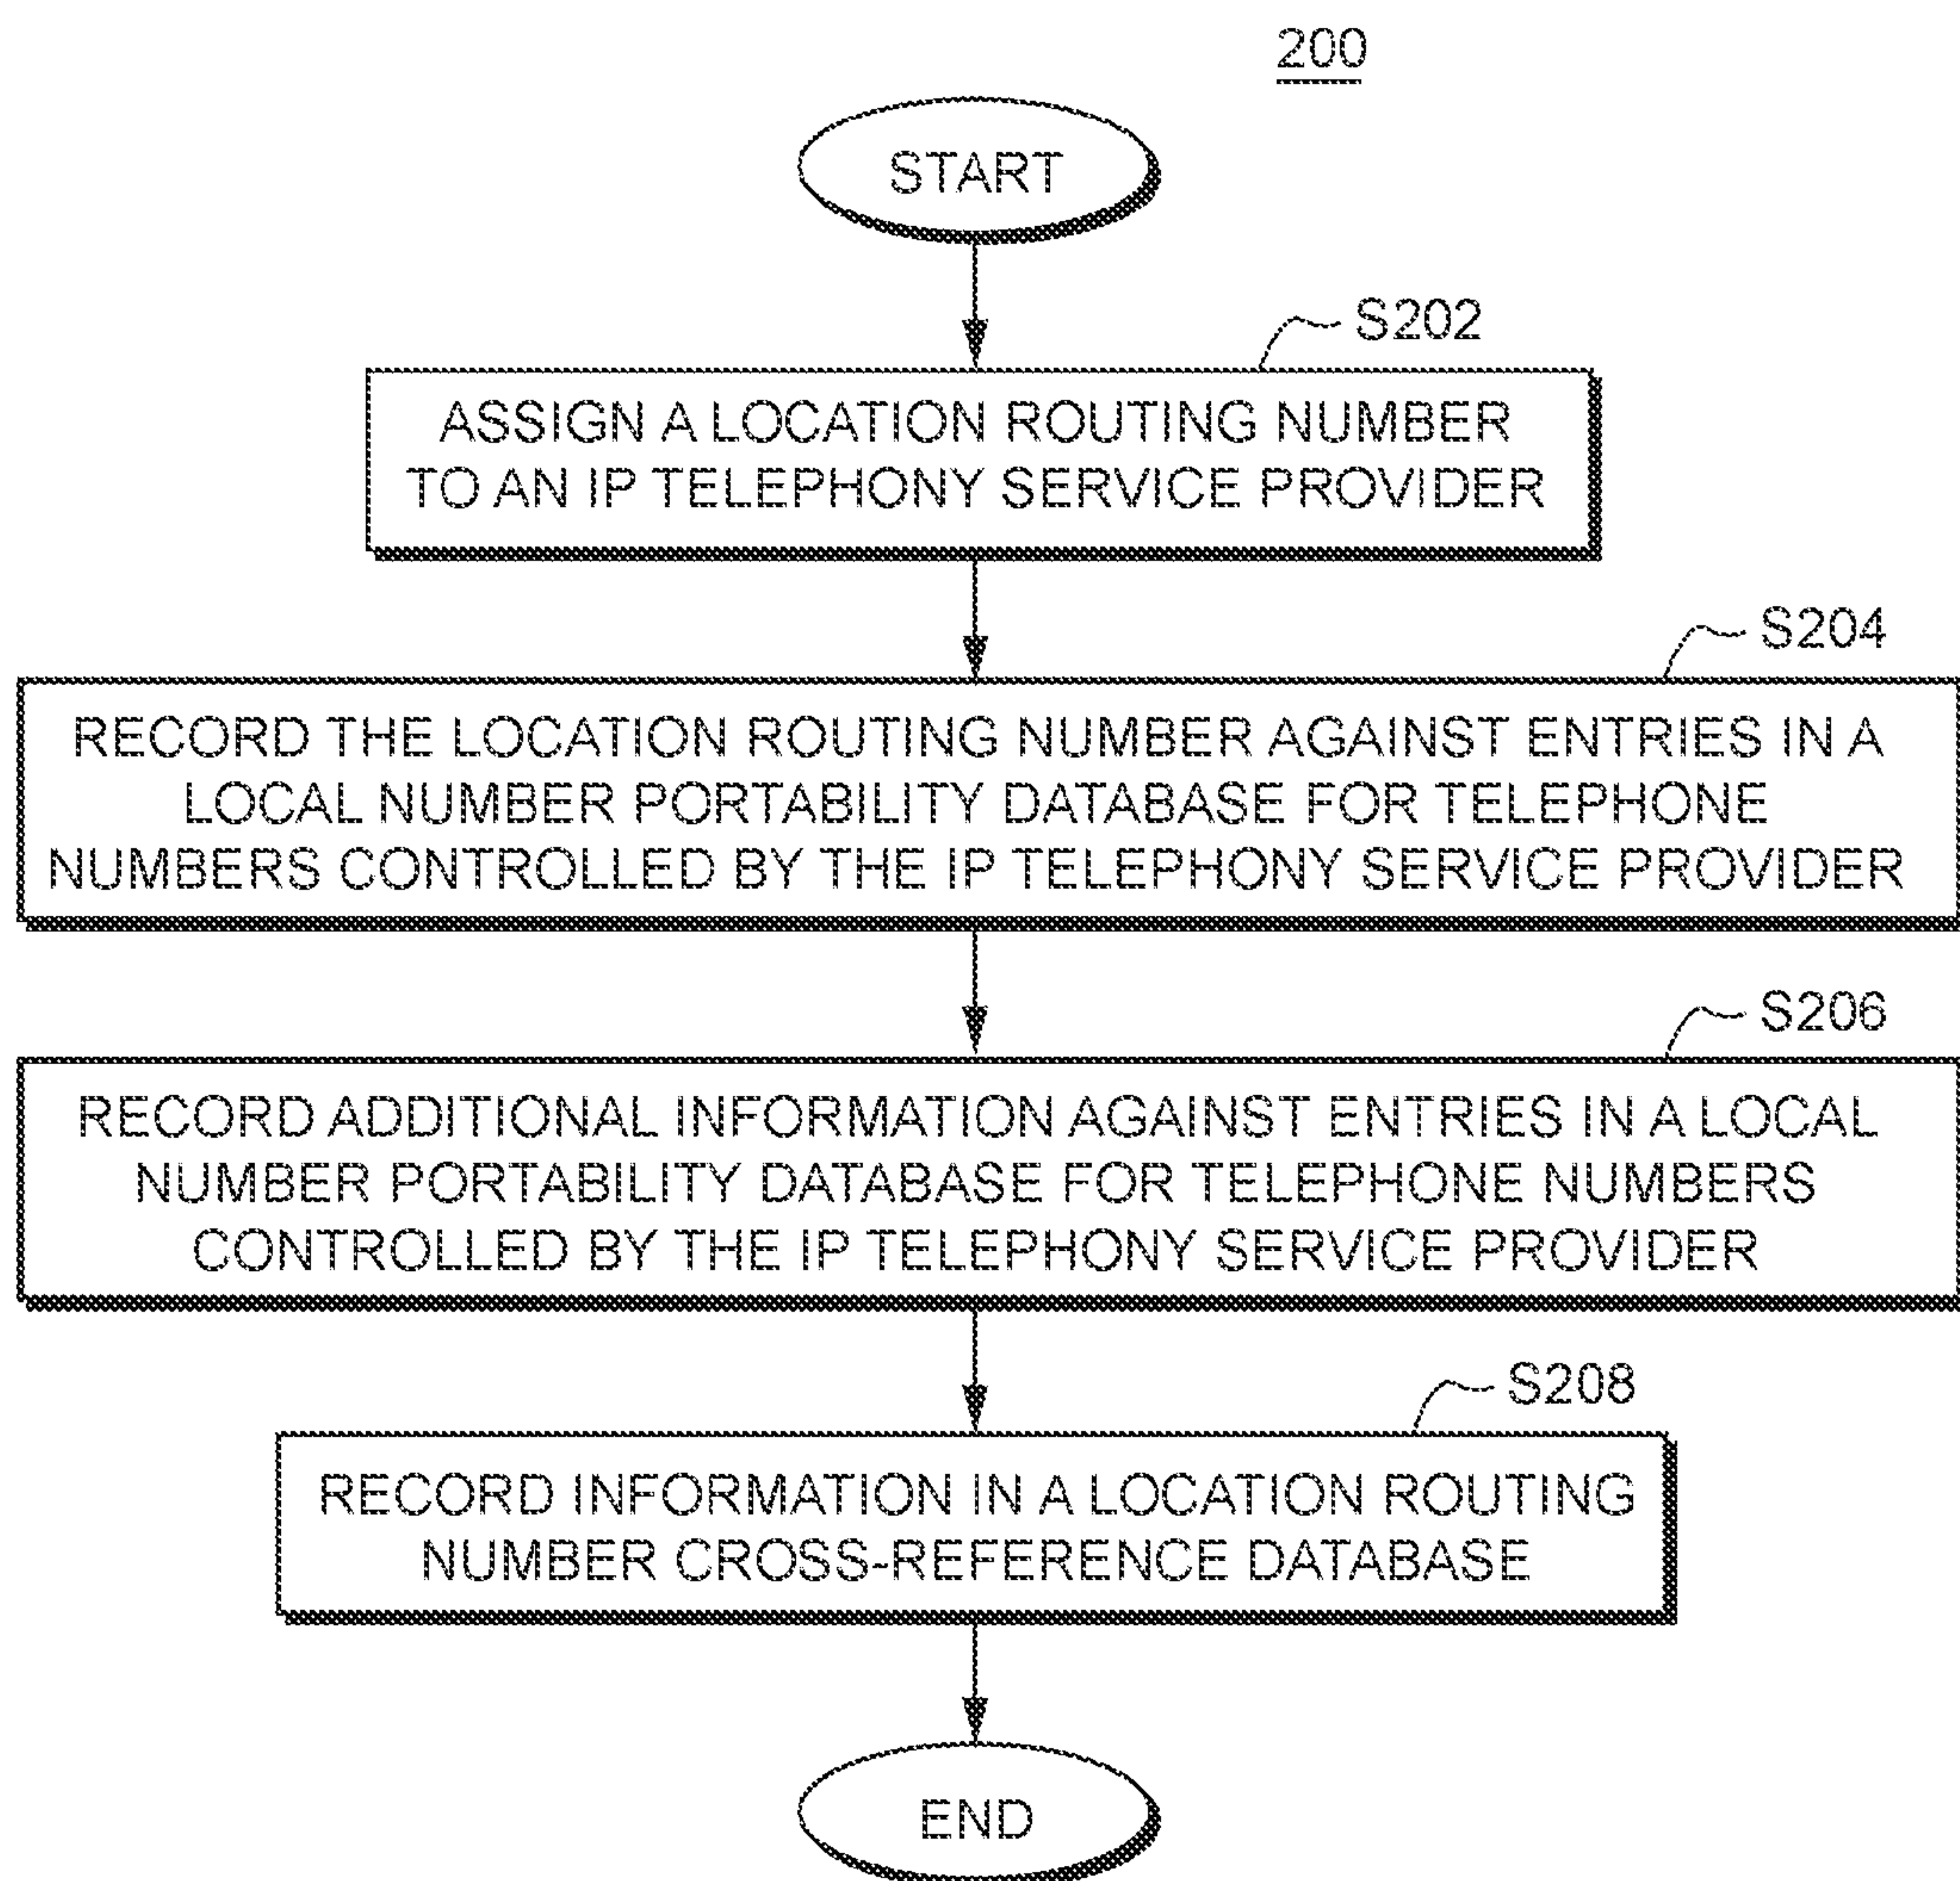 200
START
S202
ASSIGN A LOCATION ROUTING NUMBER
TO AN IP TELEPHONY SERVICE PROVIDER
S204
RECORD THE LOCATION ROUTING NUMBER AGAINST ENTRIES IN A
LOCAL NUMBER PORTABILITY DATABASE FOR TELEPHONE
NUMBERS CONTROLLED BY THE IP TELEPHONY SERVICE PROVIDER
S206
RECORD ADDITIONAL INFORMATION AGAINST ENTRIES IN A LOCAL
NUMBER PORTABILITY DATABASE FOR TELEPHONE NUMBERS
CONTROLLED BY THE IP TELEPHONY SERVICE PROVIDER
S208
RECORD INFORMATION IN A LOCATION ROUTING
NUMBER CROSS-REFERENCE DATABASE
END